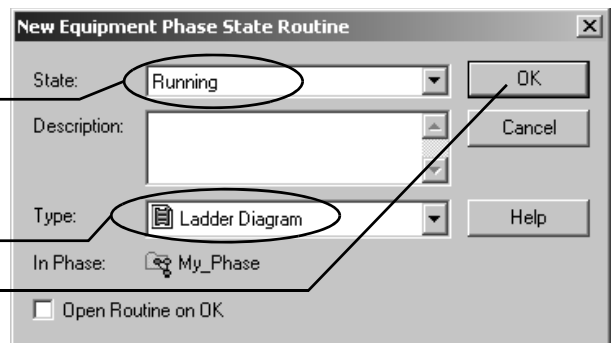 New Equipment Phase State Routine
State: Running OK
Description: Cancel
Type: Ladder Diagram Help
In Phase: My_Phase
Open Routine on OK